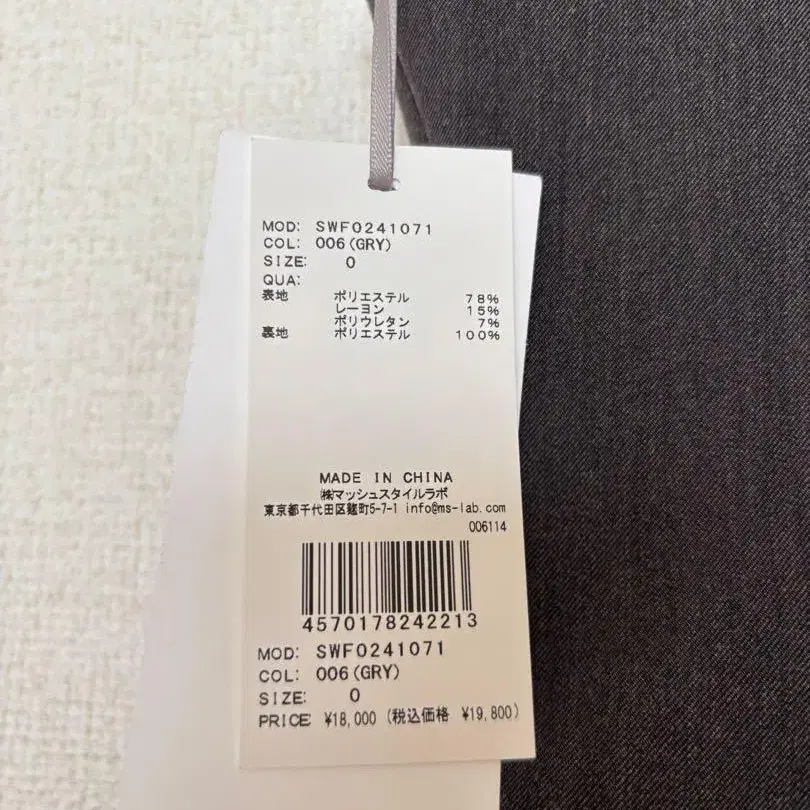 MOD: SWF0241071
COL: 006(GRY)
SIZE: 0
QUA:
表地 ポリエステル 78%
レーヨン 15%
ポリウレタン 7%
裏地 ポリエステル 100%
MADE IN CHINA
㈱マッシュスタイルラボ
東京都千代田区麹町5-7-1 info@ms-lab.com
006114
4570178242213
MOD: SWF0241071
COL: 006(GRY)
SIZE: 0
PRICE: ¥18,000 (税込価格 ¥19,800)